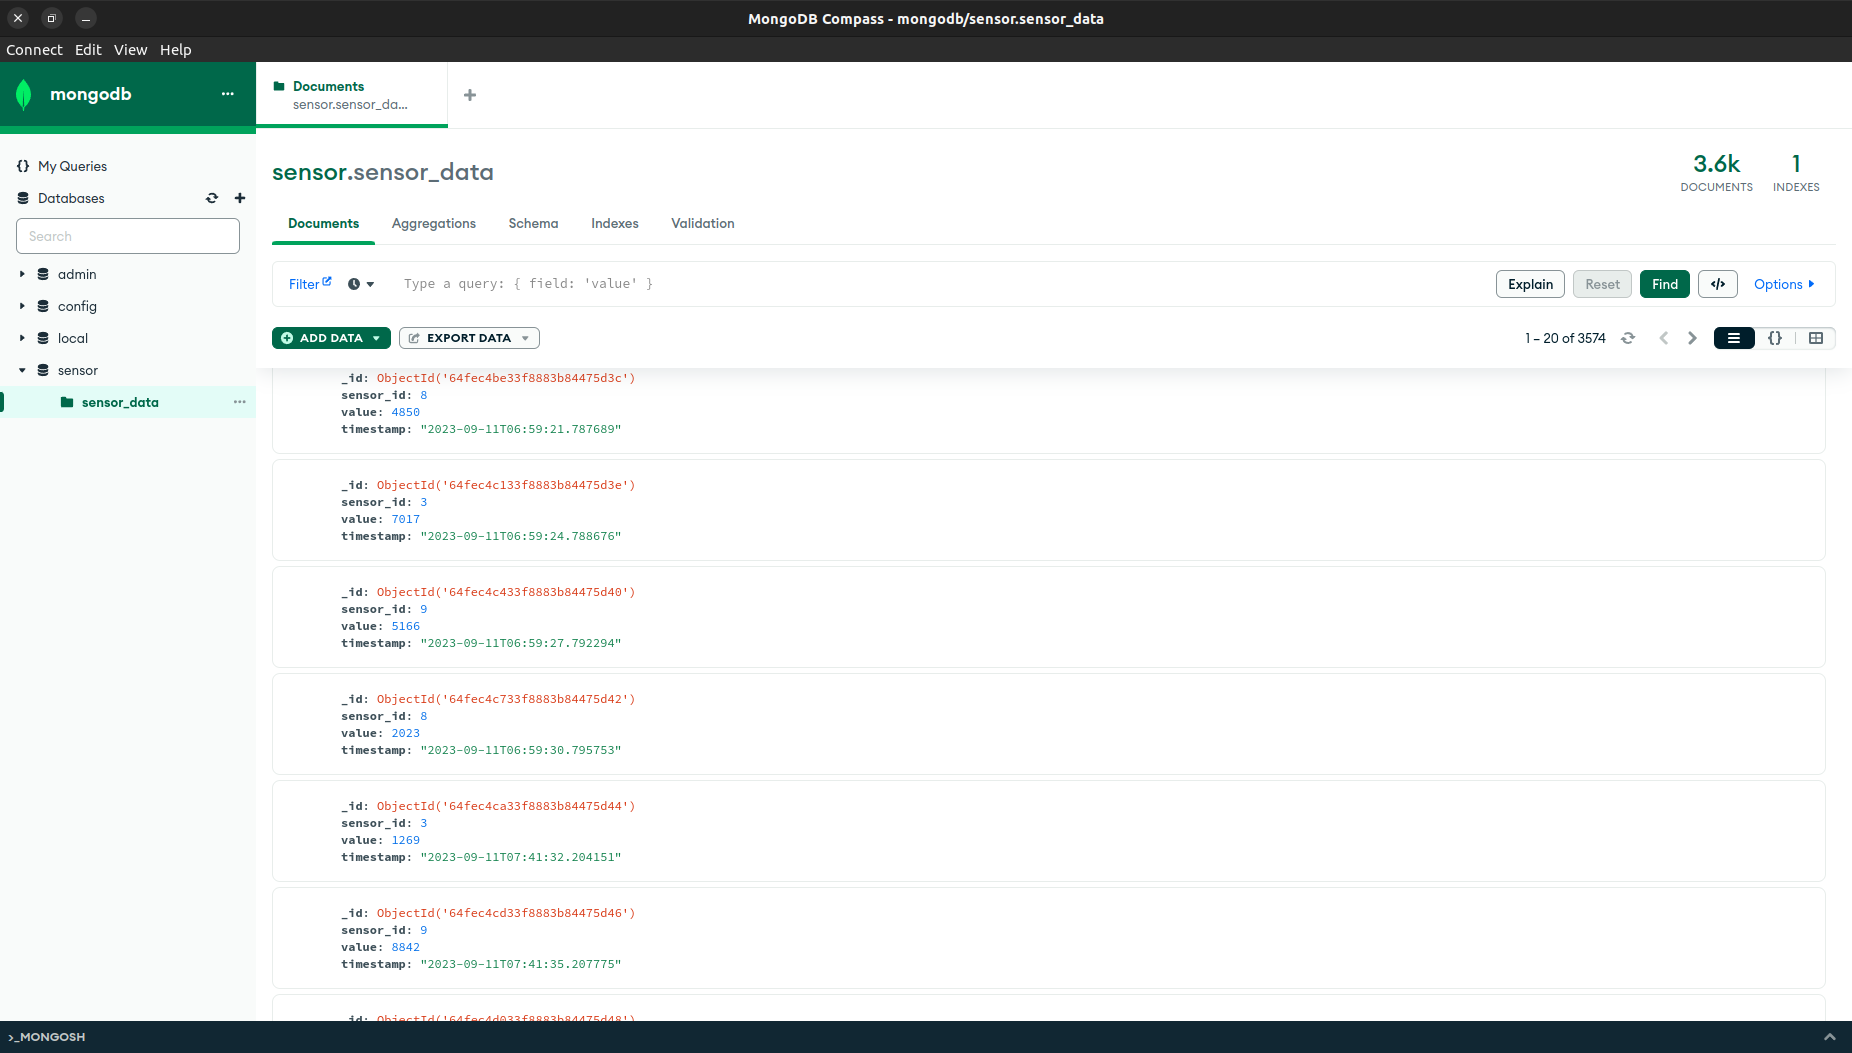 MongoDB Compass - mongodb/sensor.sensor_data
Connect Edit View Help
mongodb
Documents
sensor.sensor_da...
My Queries
Databases
Search
admin
config
local
sensor
sensor_data
sensor.sensor_data
3.6k
DOCUMENTS
1
INDEXES
Documents Aggregations Schema Indexes Validation
Filter
Type a query: { field: 'value' }
Explain Reset Find </> Options
ADD DATA EXPORT DATA
1 – 20 of 3574
{}
_id: ObjectId('64fec4be33f8883b84475d3c')
sensor_id: 8
value: 4850
timestamp: "2023-09-11T06:59:21.787689"
_id: ObjectId('64fec4c133f8883b84475d3e')
sensor_id: 3
value: 7017
timestamp: "2023-09-11T06:59:24.788676"
_id: ObjectId('64fec4c433f8883b84475d40')
sensor_id: 9
value: 5166
timestamp: "2023-09-11T06:59:27.792294"
_id: ObjectId('64fec4c733f8883b84475d42')
sensor_id: 8
value: 2023
timestamp: "2023-09-11T06:59:30.795753"
_id: ObjectId('64fec4ca33f8883b84475d44')
sensor_id: 3
value: 1269
timestamp: "2023-09-11T07:41:32.204151"
_id: ObjectId('64fec4cd33f8883b84475d46')
sensor_id: 9
value: 8842
timestamp: "2023-09-11T07:41:35.207775"
_id: ObjectId('64fec4d033f8883b84475d48')
>_MONGOSH